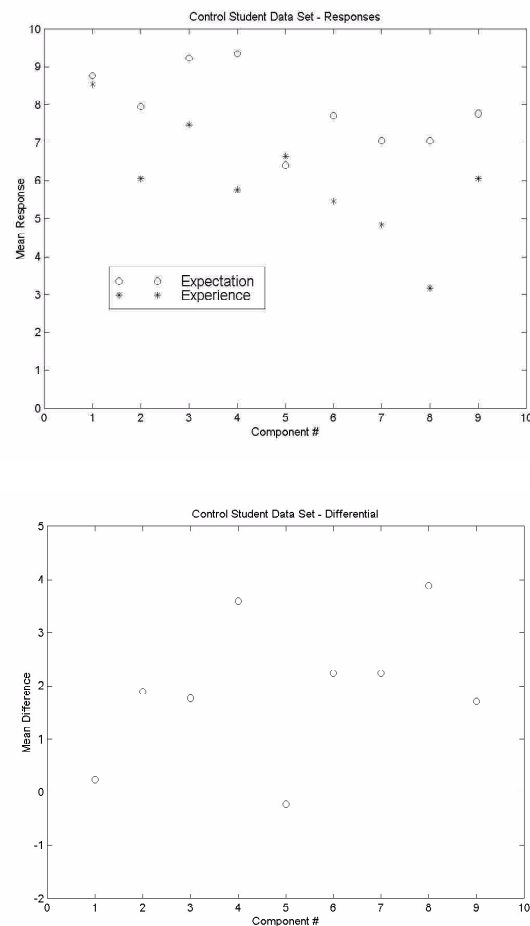 Control Student Data Set - Responses
10
9
8
7
6
5
4
3
2
1
0
Mean Response
Expectation
Experience
0 1 2 3 4 5 6 7 8 9 10
Component #
Control Student Data Set - Differential
5
4
3
2
1
0
-1
-2
Mean Difference
0 1 2 3 4 5 6 7 8 9 10
Component #